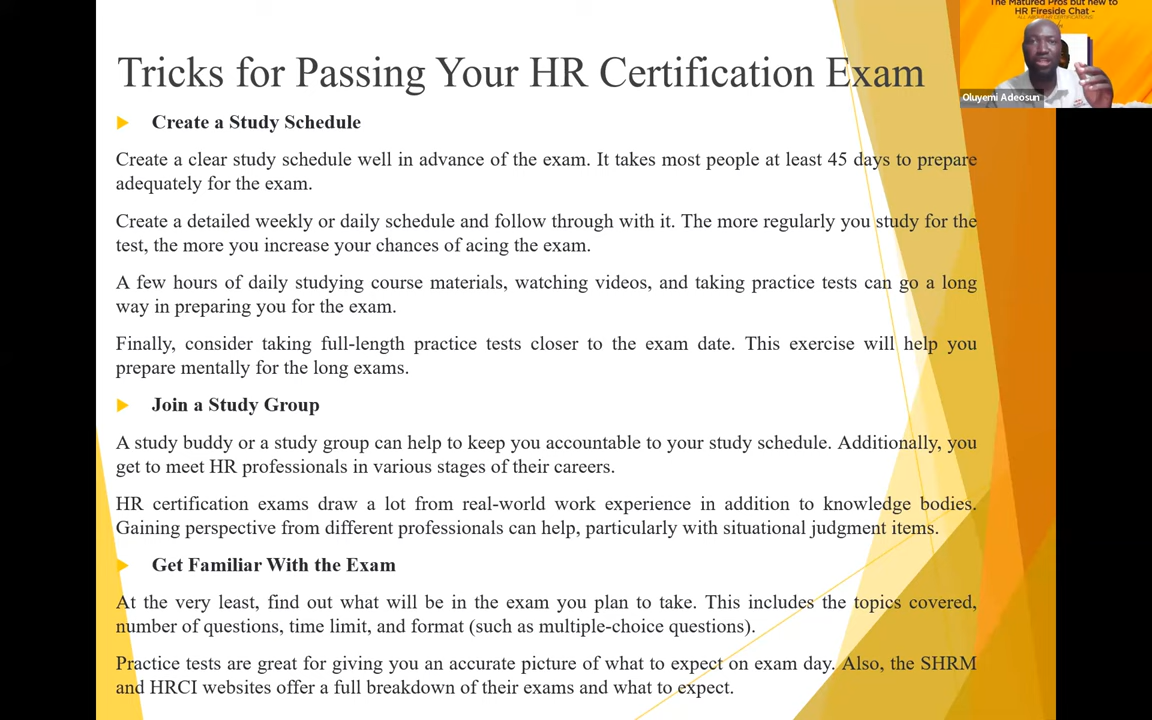 The Matured Pros but new to
HR Fireside Chat -
Oluyemi Adeosun
Tricks for Passing Your HR Certification Exam
Create a Study Schedule
Create a clear study schedule well in advance of the exam. It takes most people at least 45 days to prepare
adequately for the exam.
Create a detailed weekly or daily schedule and follow through with it. The more regularly you study for the
test, the more you increase your chances of acing the exam.
A few hours of daily studying course materials, watching videos, and taking practice tests can go a long
way in preparing you for the exam.
Finally, consider taking full-length practice tests closer to the exam date. This exercise will help you
prepare mentally for the long exams.
Join a Study Group
A study buddy or a study group can help to keep you accountable to your study schedule. Additionally, you
get to meet HR professionals in various stages of their careers.
HR certification exams draw a lot from real-world work experience in addition to knowledge bodies.
Gaining perspective from different professionals can help, particularly with situational judgment items.
Get Familiar With the Exam
At the very least, find out what will be in the exam you plan to take. This includes the topics covered,
number of questions, time limit, and format (such as multiple-choice questions).
Practice tests are great for giving you an accurate picture of what to expect on exam day. Also, the SHRM
and HRCI websites offer a full breakdown of their exams and what to expect.